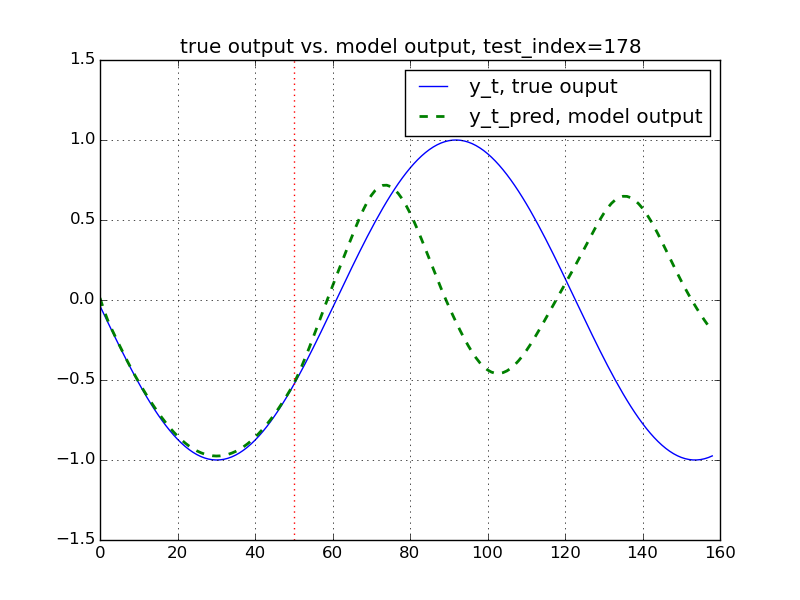 true output vs. model output, test_index=178
1.5
1.0
0.5
0.0
−0.5
−1.0
−1.5
y_t, true ouput
y_t_pred, model output
0 20 40 60 80 100 120 140 160